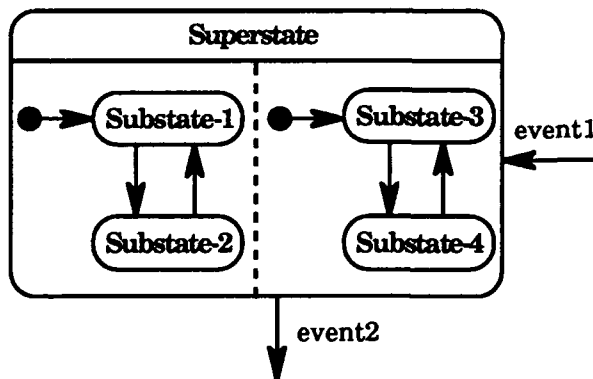 Superstate
Substate-1
Substate-3
event1
Substate-2
Substate-4
event2